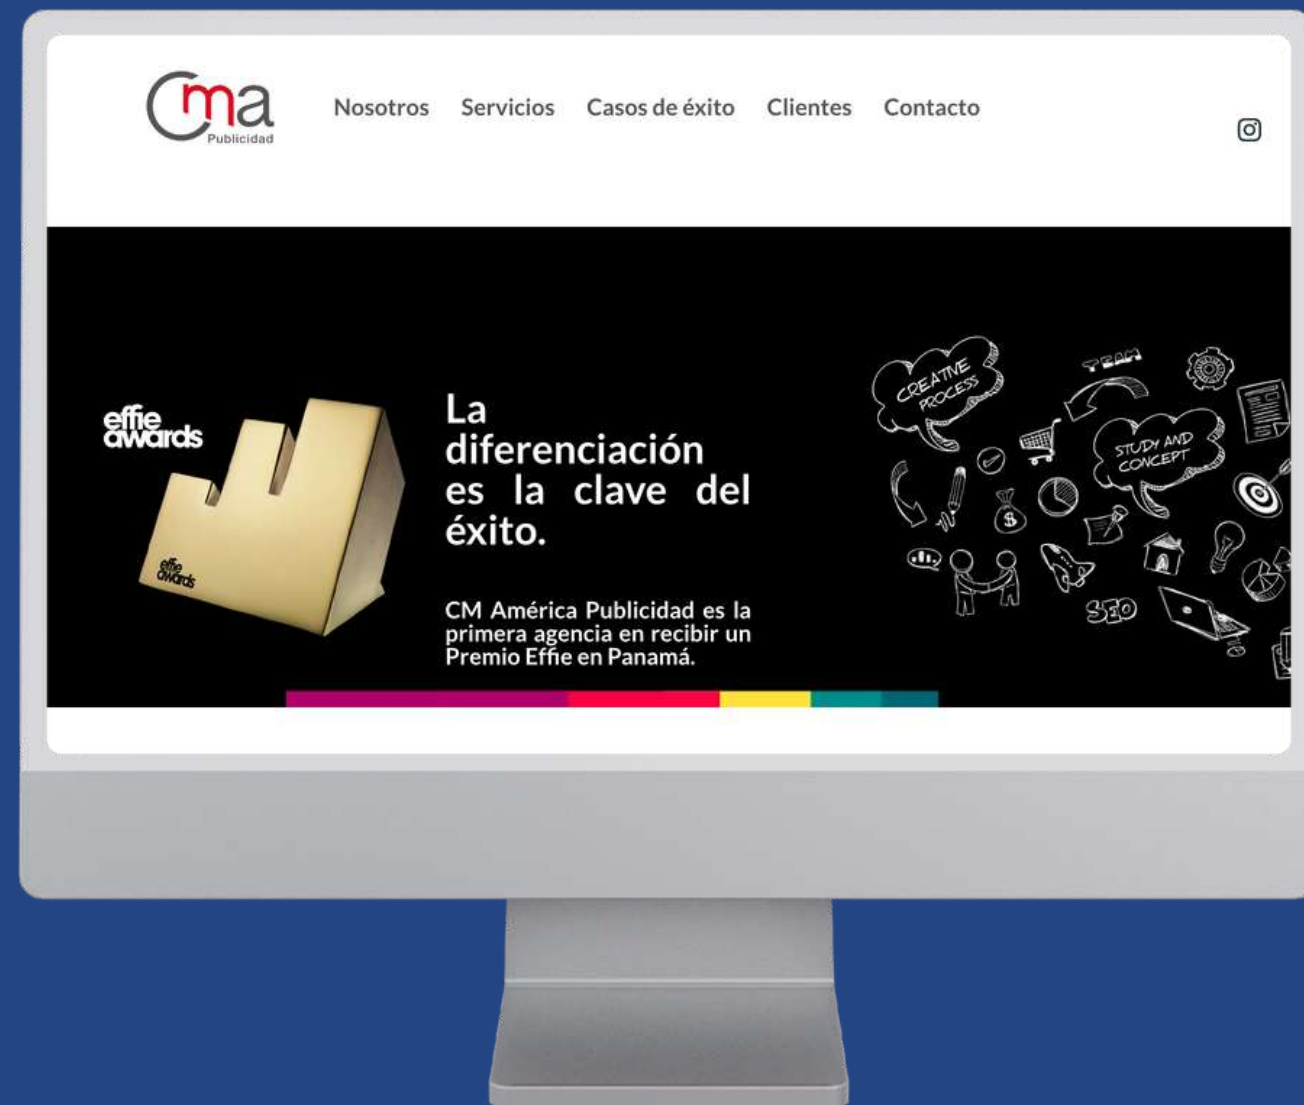 Cma
Publicidad
Nosotros Servicios Casos de éxito Clientes Contacto
effie
awards
effie
awards
La
diferenciación
es la clave del
éxito.
CM América Publicidad es la
primera agencia en recibir un
Premio Effie en Panamá.
CREATIVE
PROCESS
TEAM
STUDY AND
CONCEPT
$
SEO